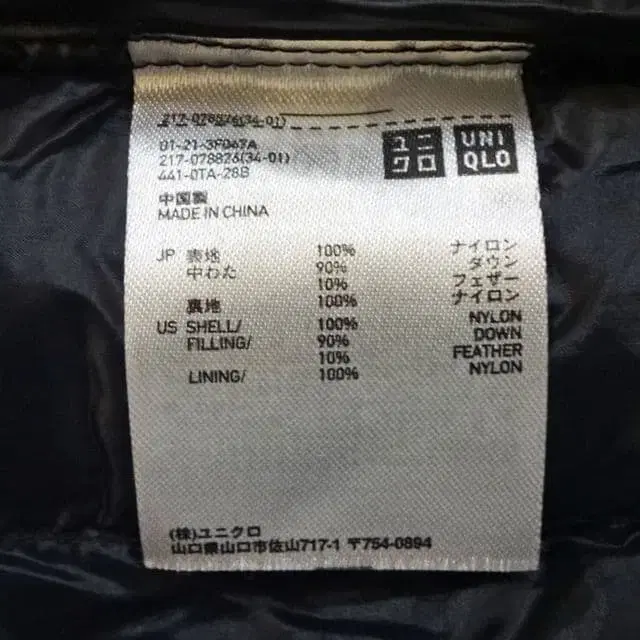 217-078826(34-01)
01-21-3F047A
217-078826(34-01)
441-0TA-28B
ユニ
クロ
UNI
QLO
中国製
MADE IN CHINA
JP 表地 100% ナイロン
中わた 90% ダウン
10% フェザー
裏地 100% ナイロン
US SHELL/ 100% NYLON
FILLING/ 90% DOWN
10% FEATHER
LINING/ 100% NYLON
(株)ユニクロ
山口県山口市佐山717-1 〒754-0894